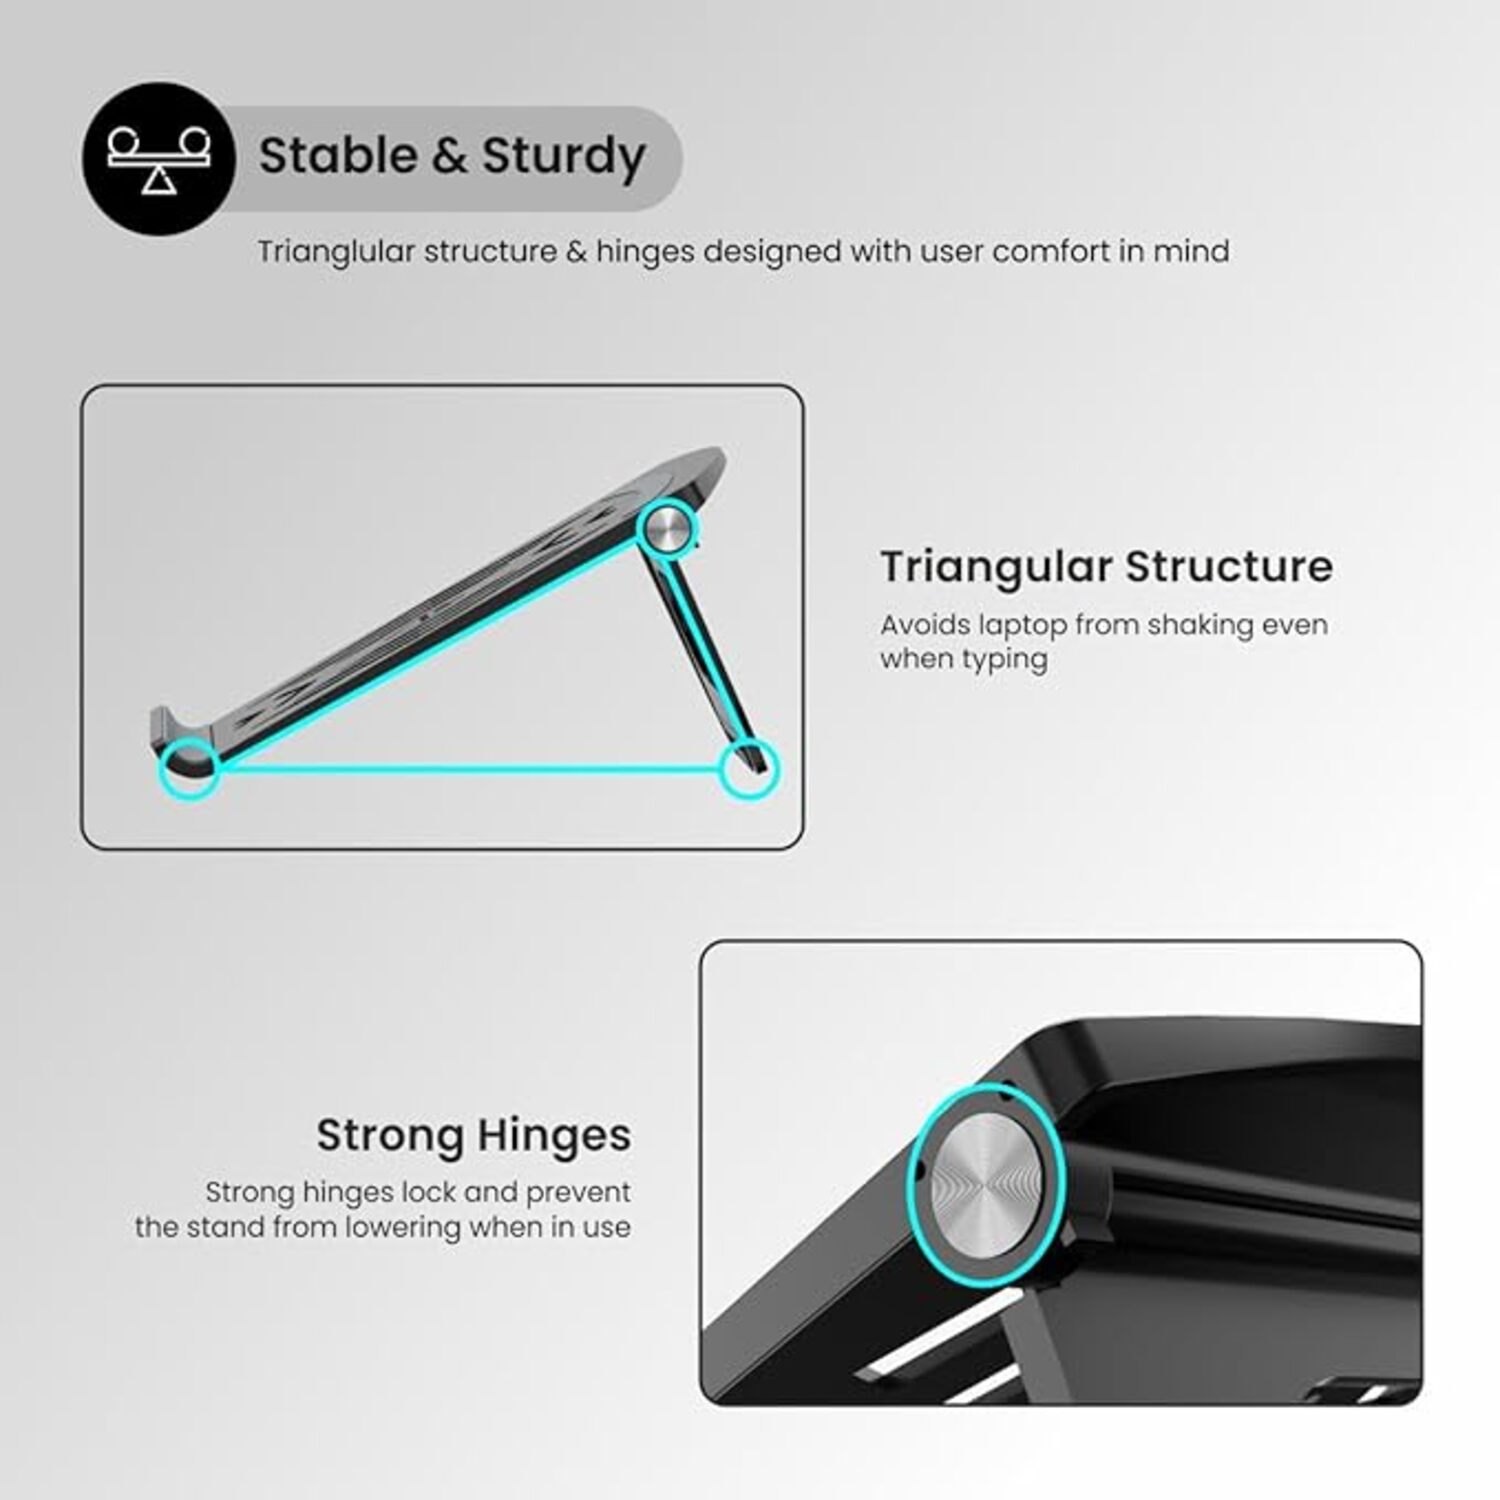 Stable & Sturdy
Trianglular structure & hinges designed with user comfort in mind
Triangular Structure
Avoids laptop from shaking even
when typing
Strong Hinges
Strong hinges lock and prevent
the stand from lowering when in use